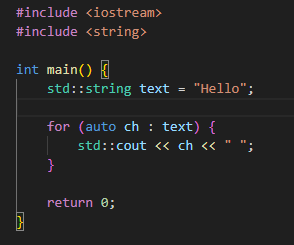 #include <iostream>
#include <string>

int main() {
    std::string text = "Hello";

    for (auto ch : text) {
        std::cout << ch << " ";
    }

    return 0;
}